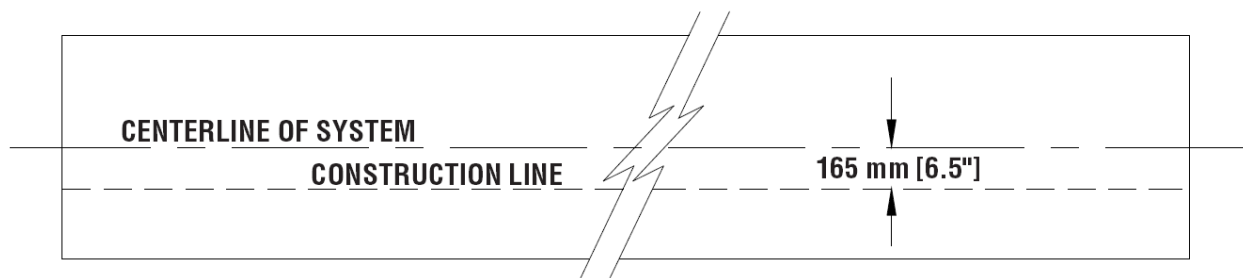 CENTERLINE OF SYSTEM
CONSTRUCTION LINE
165 mm [6.5"]